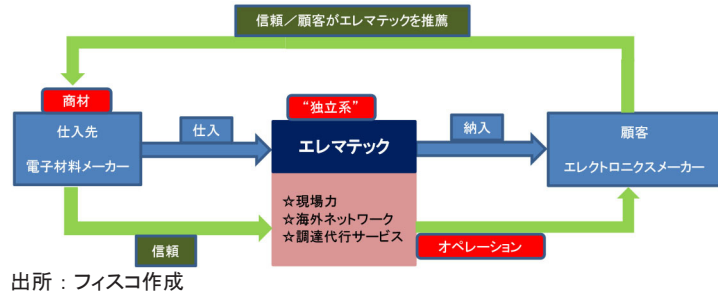 信頼／顧客がエレマテックを推薦
商材
“独立系”
仕入先
電子材料メーカー
仕入
エレマテック
納入
顧客
エレクトロニクスメーカー
☆現場力
☆海外ネットワーク
☆調達代行サービス
信頼
オペレーション
出所：フィスコ作成